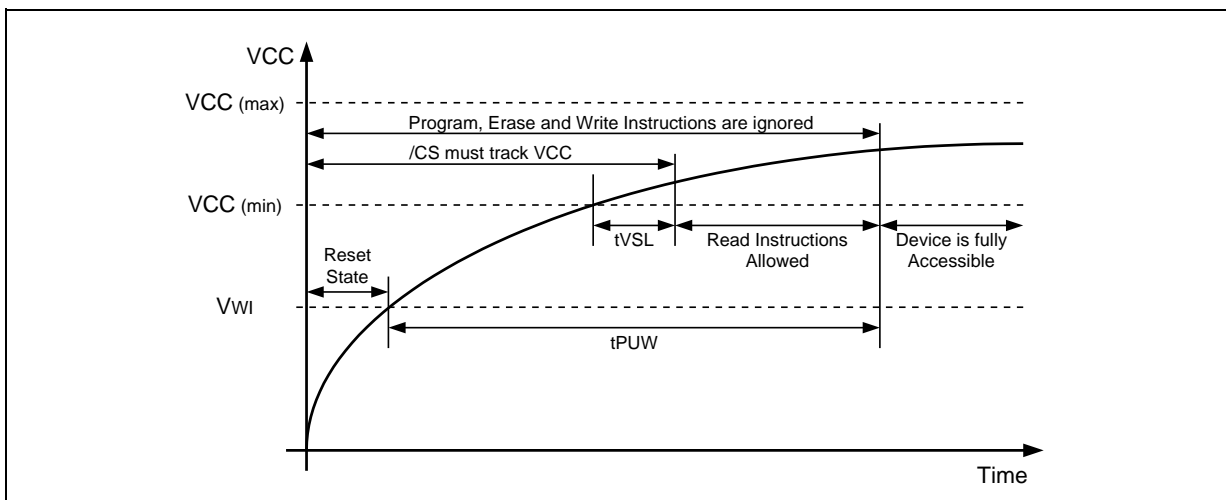 VCC
VCC (max)
Program, Erase and Write Instructions are ignored
/CS must track VCC
VCC (min)
tVSL
Read Instructions
Allowed
Device is fully
Accessible
Reset
State
VWI
tPUW
Time